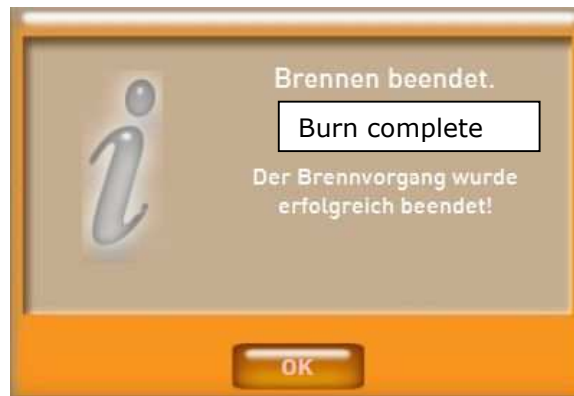 Brennen beendet.
Burn complete
Der Brennvorgang wurde
erfolgreich beendet!
OK